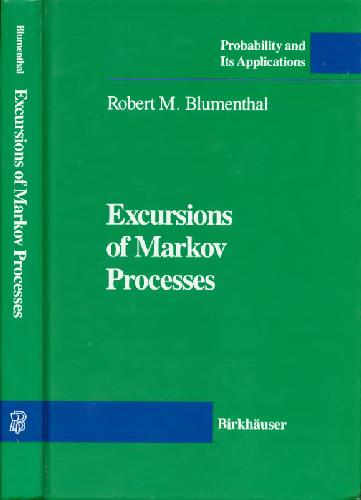 Blumenthal
Excursions of Markov Processes
Probability and
Its Applications
Robert M. Blumenthal
Excursions
of Markov
Processes
Birkhäuser